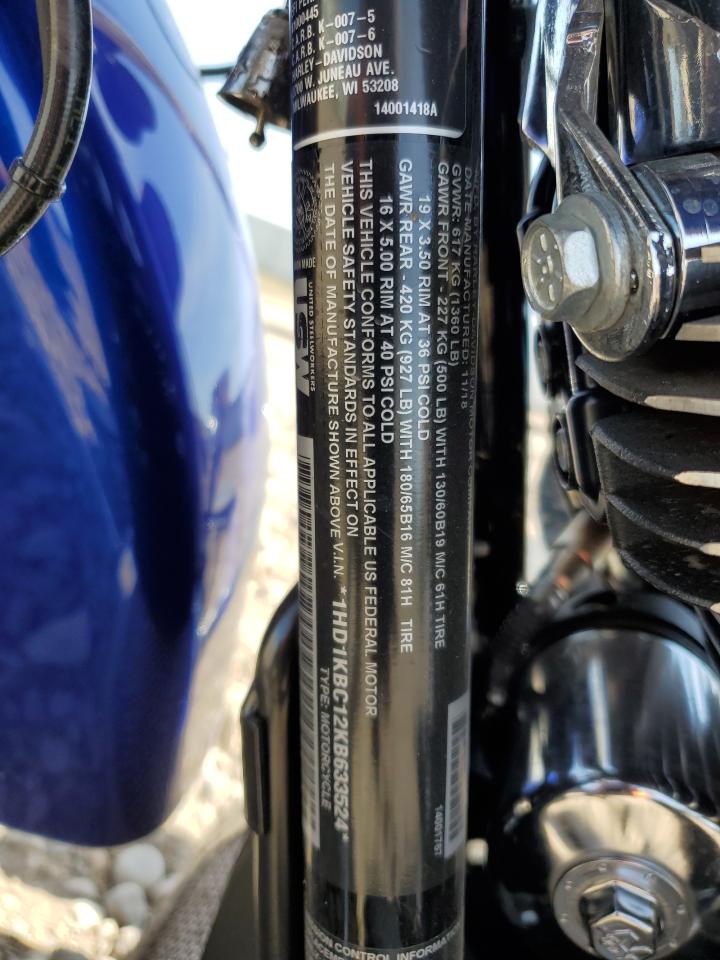 K-007-5
C.A.R.B. K-007-6
HARLEY-DAVIDSON
W. JUNEAU AVE.
MILWAUKEE, WI 53208
14001418A
DATE MANUFACTURED: 11/18
GVWR: 617 KG (1360 LB)
GAWR FRONT - 227 KG (500 LB) WITH 130/60B19 M/C 61H TIRE
19 X 3.50 RIM AT 36 PSI COLD
GAWR REAR - 420 KG (927 LB) WITH 180/65B16 M/C 81H TIRE
16 X 5.00 RIM AT 40 PSI COLD
THIS VEHICLE CONFORMS TO ALL APPLICABLE US FEDERAL MOTOR
VEHICLE SAFETY STANDARDS IN EFFECT ON
THE DATE OF MANUFACTURE SHOWN ABOVE V.I.N. *1HD1KBC12KB633524*
TYPE: MOTORCYCLE
MADE
UNITED STEELWORKERS
USW
14001767
CONTROL INFORMATION